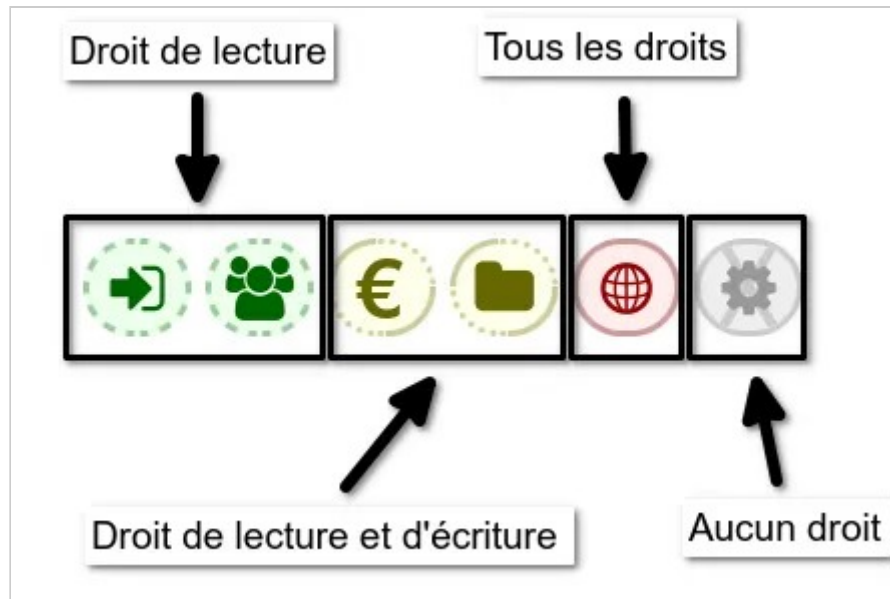 Droit de lecture
Tous les droits
€
Droit de lecture et d'écriture
Aucun droit